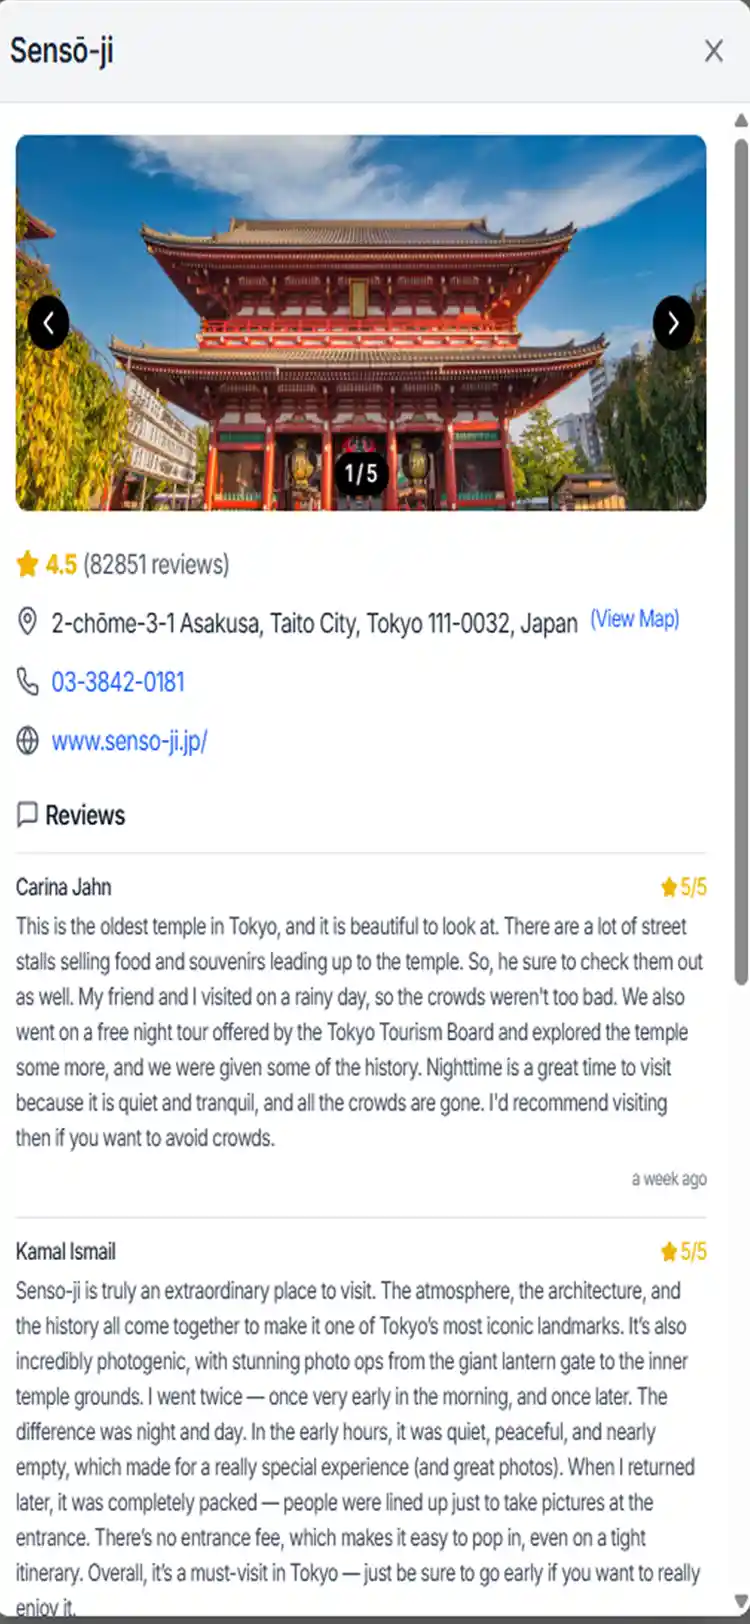 Sensō-ji
1/5
4.5 (82851 reviews)
2-chōme-3-1 Asakusa, Taito City, Tokyo 111-0032, Japan (View Map)
03-3842-0181
www.senso-ji.jp/
Reviews
Carina Jahn 5/5
This is the oldest temple in Tokyo, and it is beautiful to look at. There are a lot of street
stalls selling food and souvenirs leading up to the temple. So, he sure to check them out
as well. My friend and I visited on a rainy day, so the crowds weren't too bad. We also
went on a free night tour offered by the Tokyo Tourism Board and explored the temple
some more, and we were given some of the history. Nighttime is a great time to visit
because it is quiet and tranquil, and all the crowds are gone. I'd recommend visiting
then if you want to avoid crowds.
a week ago
Kamal Ismail 5/5
Senso-ji is truly an extraordinary place to visit. The atmosphere, the architecture, and
the history all come together to make it one of Tokyo’s most iconic landmarks. It’s also
incredibly photogenic, with stunning photo ops from the giant lantern gate to the inner
temple grounds. I went twice — once very early in the morning, and once later. The
difference was night and day. In the early hours, it was quiet, peaceful, and nearly
empty, which made for a really special experience (and great photos). When I returned
later, it was completely packed — people were lined up just to take pictures at the
entrance. There’s no entrance fee, which makes it easy to pop in, even on a tight
itinerary. Overall, it’s a must-visit in Tokyo — just be sure to go early if you want to really
enjoy it.